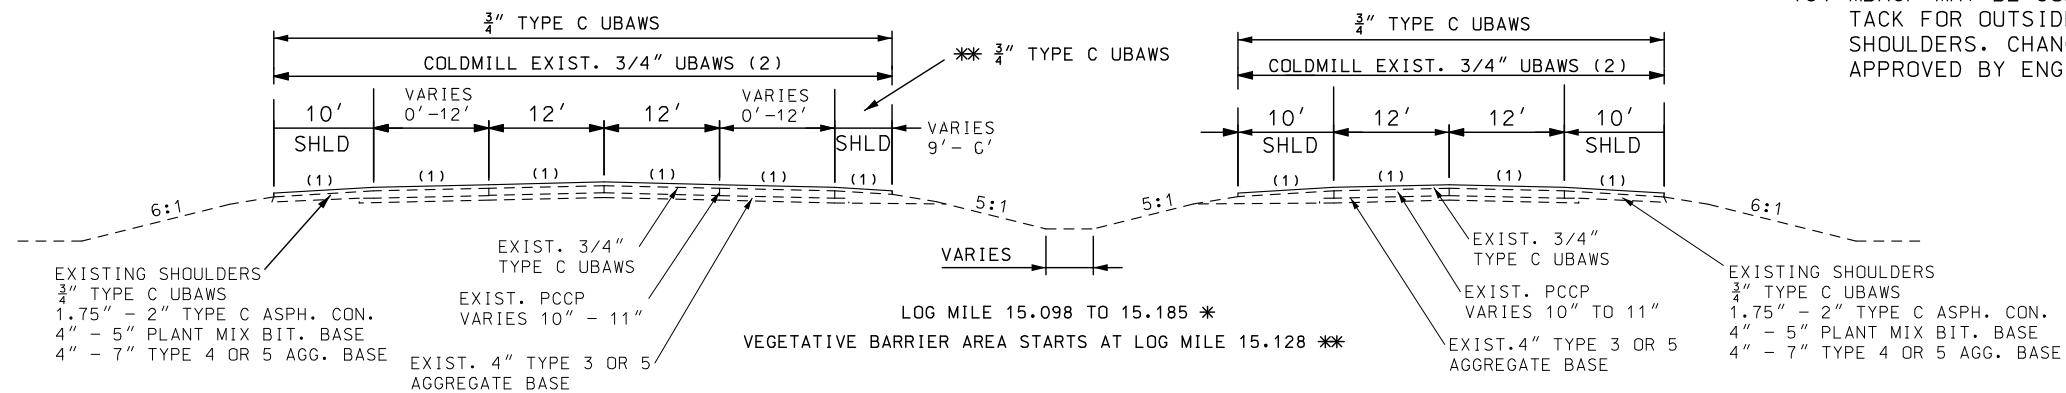 ¾" TYPE C UBAWS
COLDMILL EXIST. 3/4" UBAWS (2)
** ¾" TYPE C UBAWS
10'
VARIES
0'-12'
12'
12'
VARIES
0'-12'
VARIES
9'- 6'
SHLD
SHLD
(1)
(1)
(1)
(1)
(1)
(1)
6:1
5:1
EXISTING SHOULDERS
¾" TYPE C UBAWS
1.75" - 2" TYPE C ASPH. CON.
4" - 5" PLANT MIX BIT. BASE
4" - 7" TYPE 4 OR 5 AGG. BASE
EXIST. 3/4"
TYPE C UBAWS
EXIST. PCCP
VARIES 10" - 11"
EXIST. 4" TYPE 3 OR 5
AGGREGATE BASE
VARIES
LOG MILE 15.098 TO 15.185 *
VEGETATIVE BARRIER AREA STARTS AT LOG MILE 15.128 **
¾" TYPE C UBAWS
COLDMILL EXIST. 3/4" UBAWS (2)
10'
12'
12'
10'
SHLD
SHLD
(1)
(1)
(1)
(1)
5:1
6:1
EXIST. 3/4"
TYPE C UBAWS
EXIST. PCCP
VARIES 10" TO 11"
EXIST.4" TYPE 3 OR 5
AGGREGATE BASE
EXISTING SHOULDERS
¾" TYPE C UBAWS
1.75" - 2" TYPE C ASPH. CON.
4" - 5" PLANT MIX BIT. BASE
4" - 7" TYPE 4 OR 5 AGG. BASE
MAY BE
TACK FOR OUTSID
SHOULDERS. CHAN
APPROVED BY ENG